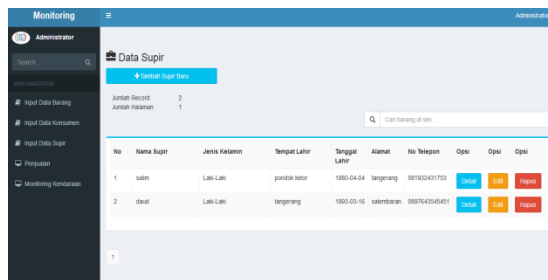 Monitoring
Administrator
Administrator
Search...
MAIN NAVIGATION
Input Data Barang
Input Data Konsumen
Input Data Supir
Penjualan
Monitoring Kendaraan
Data Supir
+Tambah Supir Baru
Jumlah Record 2
Jumlah Halaman 1
Cari barang di sini ..
No Nama Supir Jenis Kelamin Tempat Lahir Tanggal Lahir Alamat No Telepon Opsi Opsi Opsi
1 salim Laki-Laki pondok kelor 1980-04-04 tangerang 081932431753 Detail Edit Hapus
2 daud Laki-Laki tangerang 1993-03-16 salembaran 0897643545451 Detail Edit Hapus
1